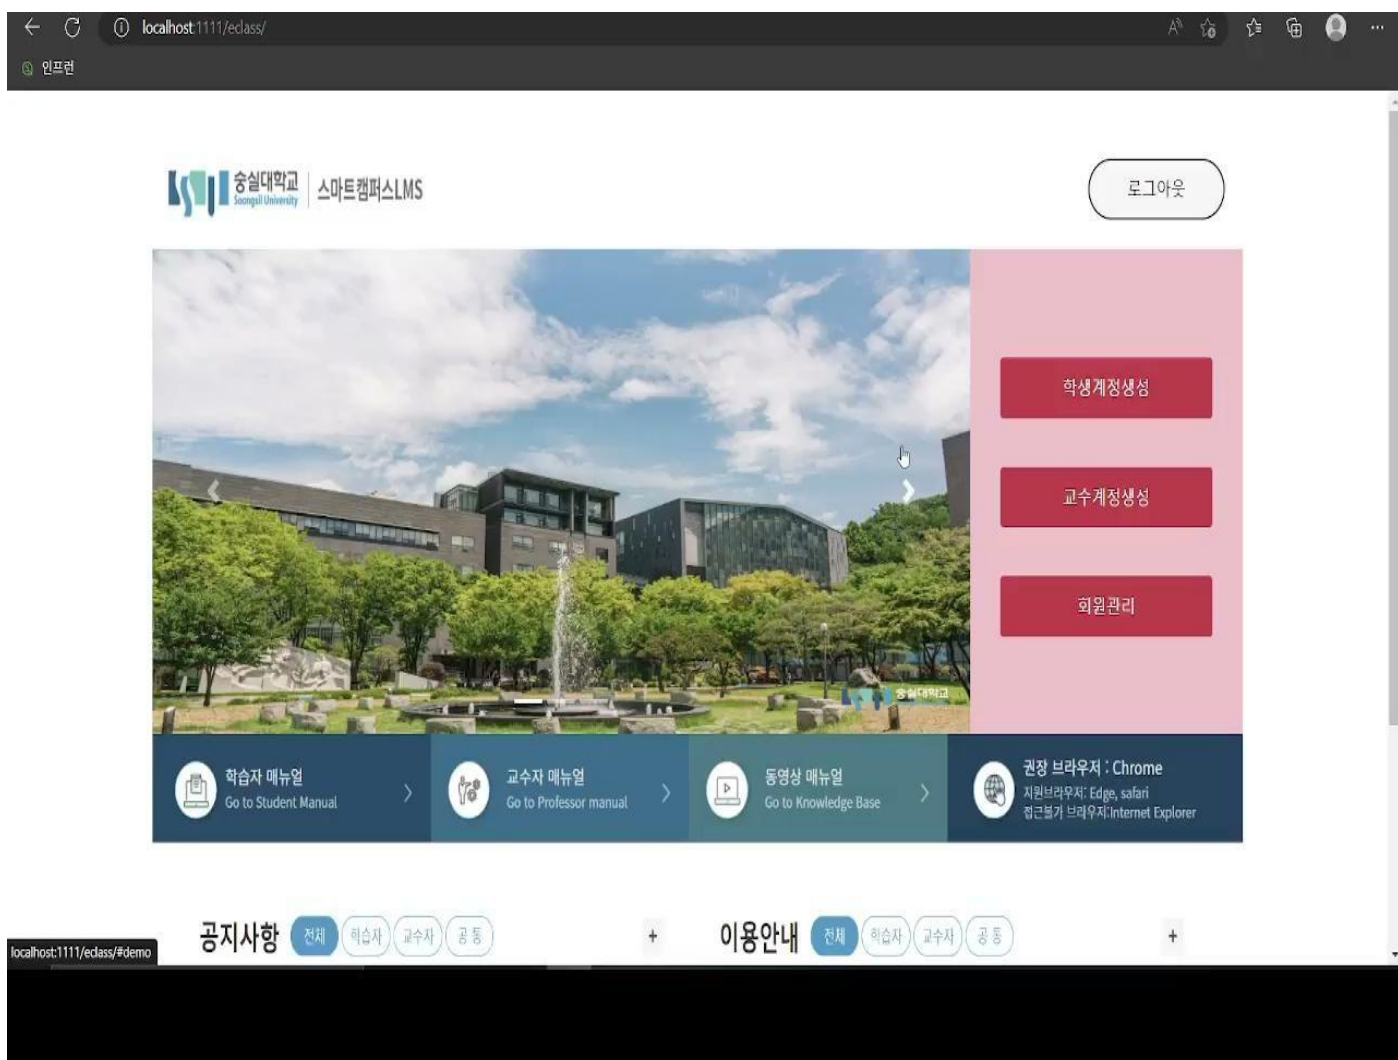 localhost:1111/eclass/
인프런
숭실대학교
Soongsil University
스마트캠퍼스LMS
로그아웃
학생계정생성
교수계정생성
회원관리
숭실대학교
학습자 매뉴얼
Go to Student Manual
교수자 매뉴얼
Go to Professor manual
동영상 매뉴얼
Go to Knowledge Base
권장 브라우저 : Chrome
지원브라우저: Edge, safari
접근불가 브라우저:Internet Explorer
공지사항 전체 학습자 교수자 공통 +
이용안내 전체 학습자 교수자 공통 +
localhost:1111/eclass/#demo